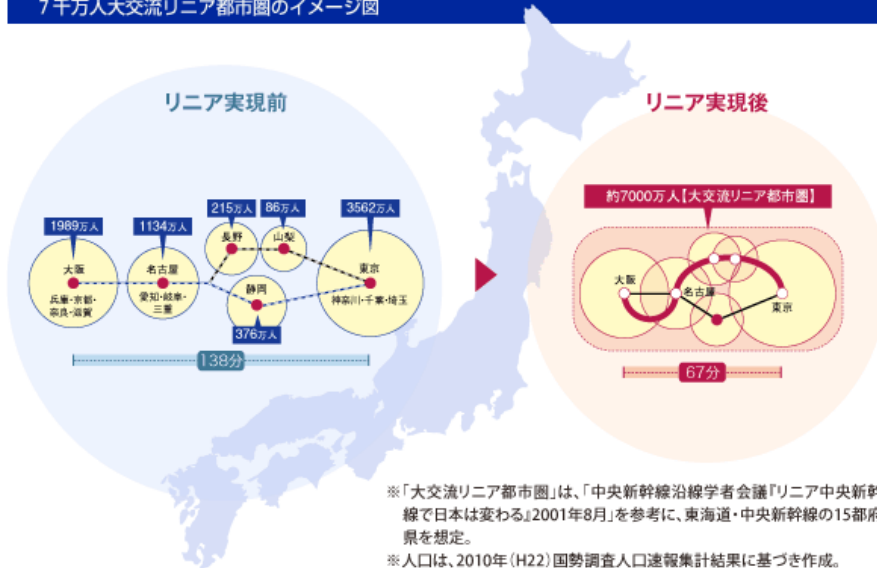 7千万人大交流リニア都市圏のイメージ図
リニア実現前
1989万人
1134万人
215万人
86万人
3562万人
大阪
兵庫・京都・
奈良・滋賀
名古屋
愛知・岐阜・
三重
長野
山梨
静岡
376万人
東京
神奈川・千葉・埼玉
138分
リニア実現後
約7000万人【大交流リニア都市圏】
大阪
名古屋
東京
67分
※「大交流リニア都市圏」は、「中央新幹線沿線学者会議『リニア中央新幹
線で日本は変わる』2001年8月」を参考に、東海道・中央新幹線の15都府
県を想定。
※人口は、2010年(H22)国勢調査人口速報集計結果に基づき作成。